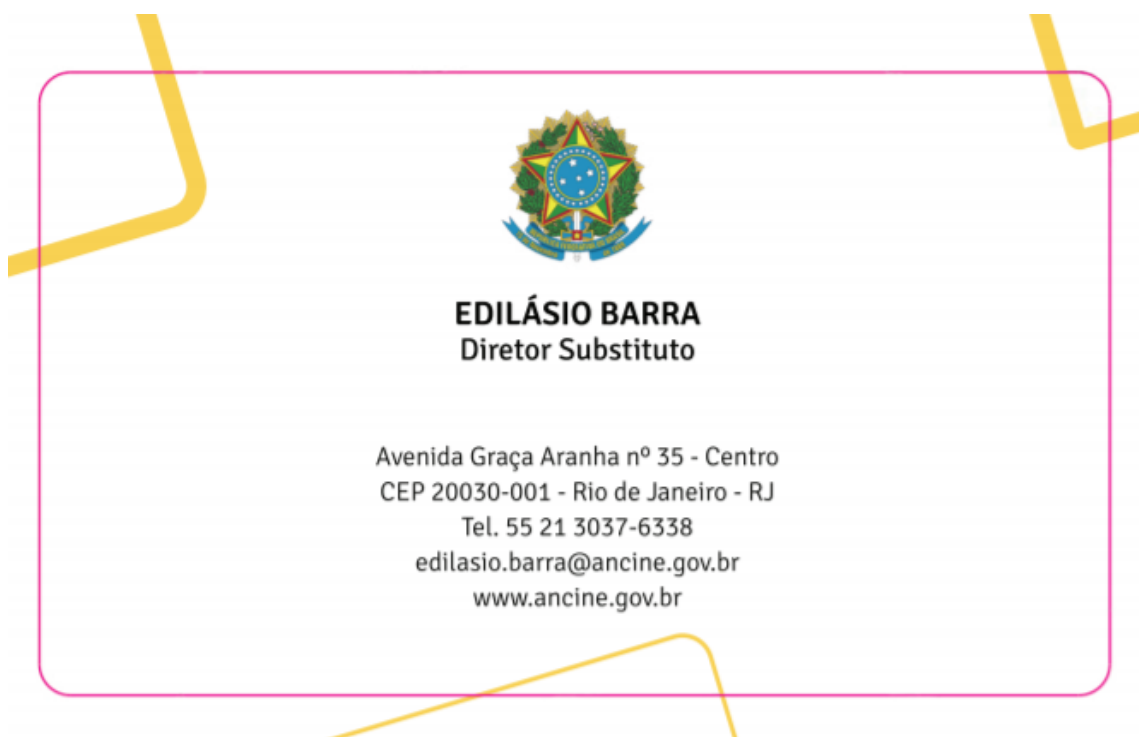 EDILÁSIO BARRA
Diretor Substituto
Avenida Graça Aranha nº 35 - Centro
CEP 20030-001 - Rio de Janeiro - RJ
Tel. 55 21 3037-6338
edilasio.barra@ancine.gov.br
www.ancine.gov.br